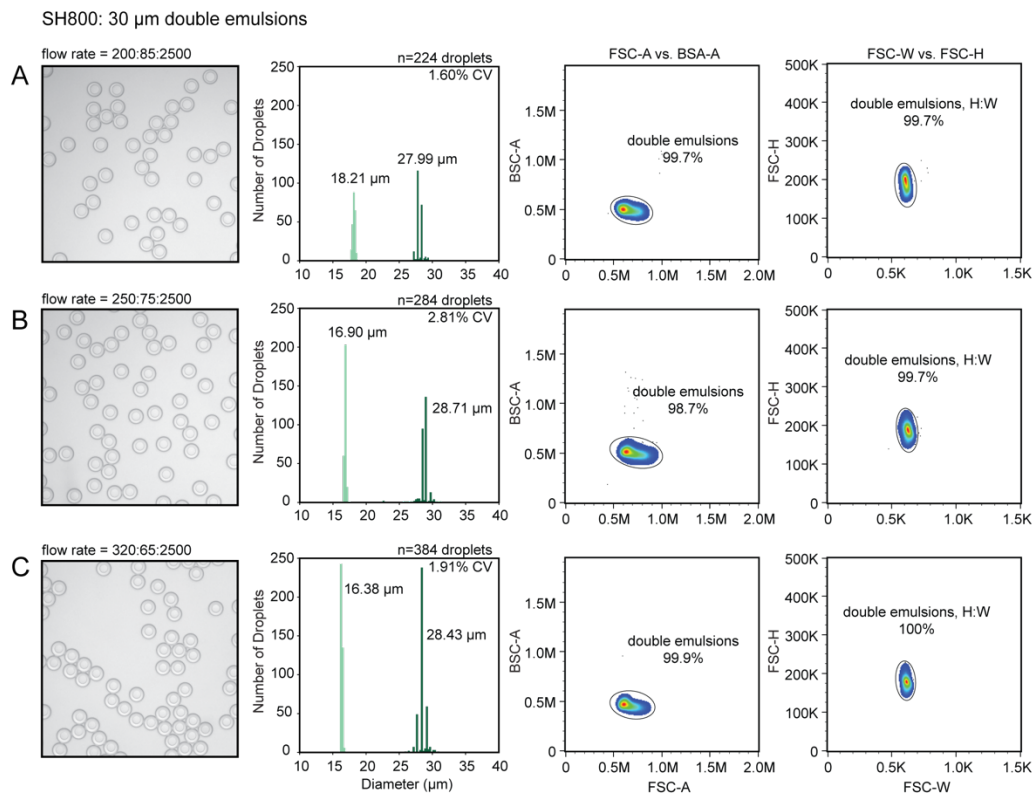 SH800: 30 µm double emulsions
flow rate = 200:85:2500
A
n=224 droplets
1.60% CV
250
200
150
100
50
0
Number of Droplets
18.21 µm
27.99 µm
10 15 20 25 30 35 40
FSC-A vs. BSA-A
BSC-A
1.5M
1.0M
0.5M
0
double emulsions
99.7%
0 0.5M 1.0M 1.5M 2.0M
FSC-W vs. FSC-H
FSC-H
500K
400K
300K
200K
100K
0
double emulsions, H:W
99.7%
0 0.5K 1.0K 1.5K
flow rate = 250:75:2500
B
n=284 droplets
2.81% CV
250
200
150
100
50
0
Number of Droplets
16.90 µm
28.71 µm
10 15 20 25 30 35 40
BSC-A
1.5M
1.0M
0.5M
0
double emulsions
98.7%
0 0.5M 1.0M 1.5M 2.0M
FSC-H
500K
400K
300K
200K
100K
0
double emulsions, H:W
99.7%
0 0.5K 1.0K 1.5K
flow rate = 320:65:2500
C
n=384 droplets
1.91% CV
250
200
150
100
50
0
Number of Droplets
16.38 µm
28.43 µm
10 15 20 25 30 35 40
Diameter (µm)
BSC-A
1.5M
1.0M
0.5M
0
double emulsions
99.9%
0 0.5M 1.0M 1.5M 2.0M
FSC-A
FSC-H
500K
400K
300K
200K
100K
0
double emulsions, H:W
100%
0 0.5K 1.0K 1.5K
FSC-W